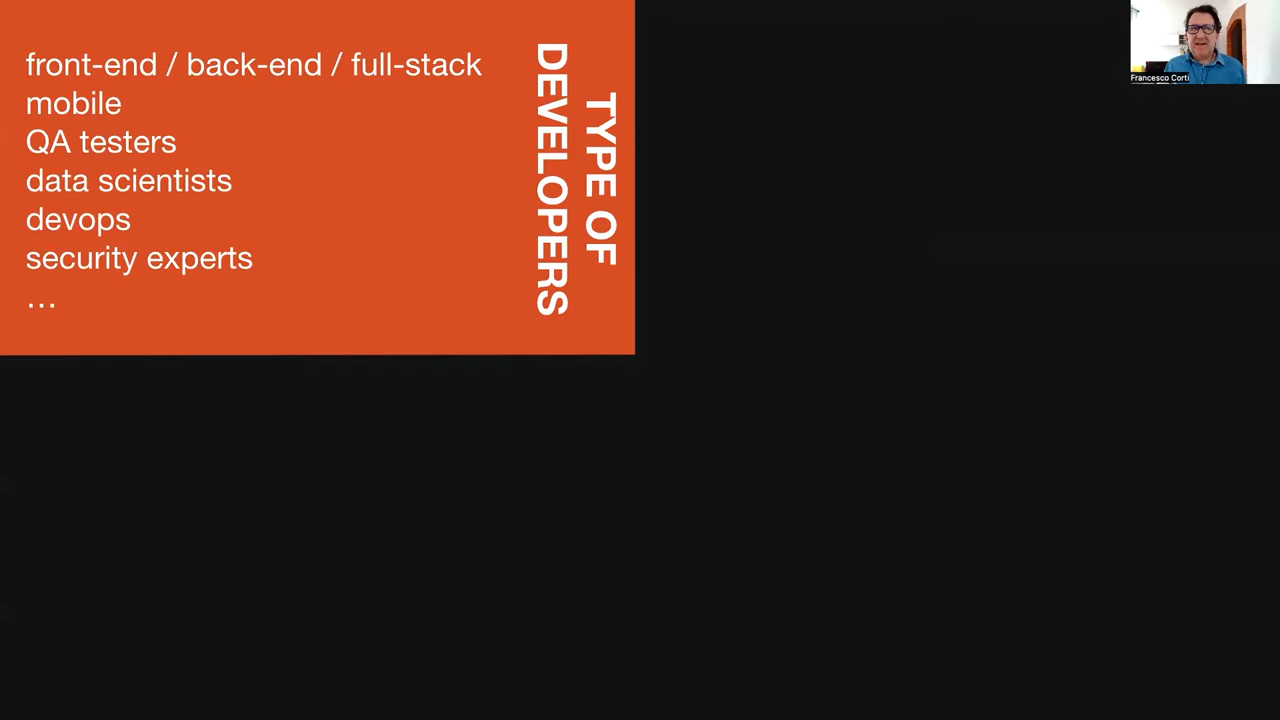 front-end / back-end / full-stack
mobile
QA testers
data scientists
devops
security experts
...
TYPE OF
DEVELOPERS
Francesco Corti